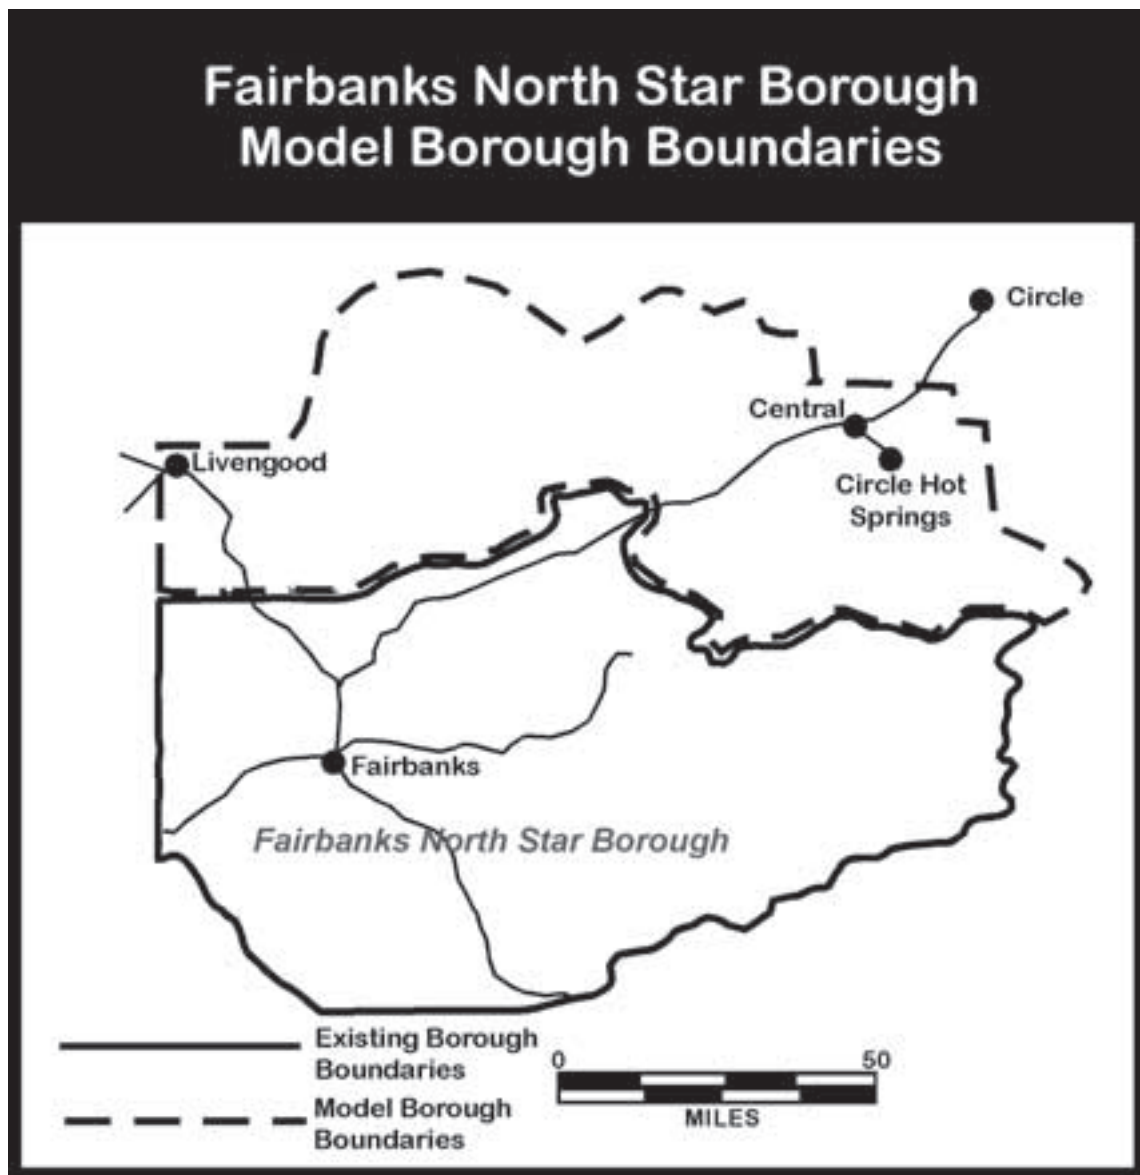 Fairbanks North Star Borough
Model Borough Boundaries
Circle
Central
Livengood
Circle Hot
Springs
Fairbanks
Fairbanks North Star Borough
Existing Borough
Boundaries
0 50
MILES
Model Borough
Boundaries